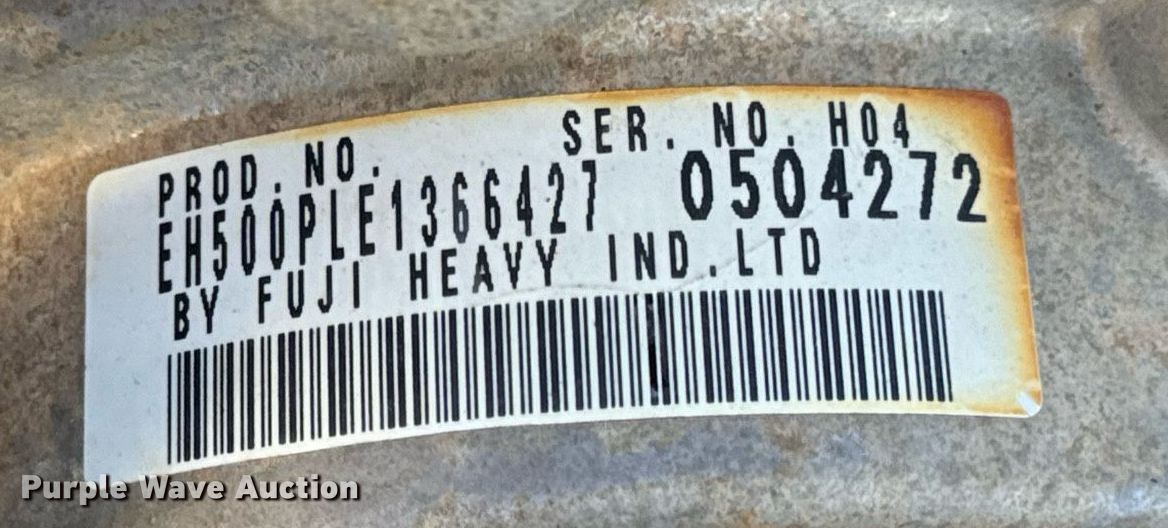 PROD. NO. SER. NO. H04
EH500PLE1366427 0504272
BY FUJI HEAVY IND.LTD
Purple Wave Auction